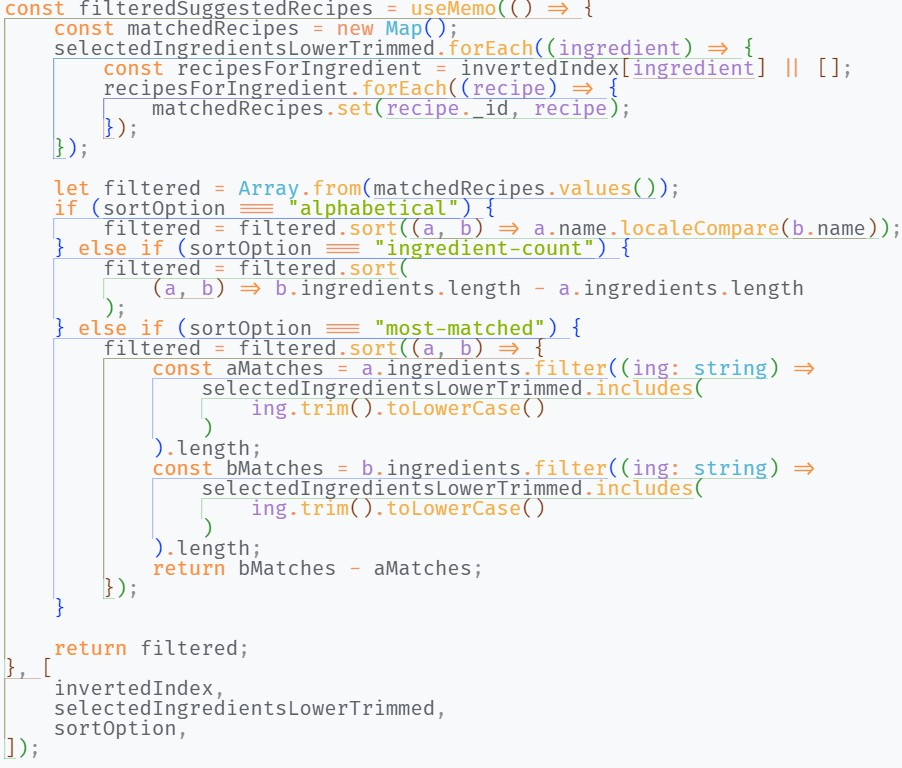 const filteredSuggestedRecipes = useMemo(() => {
    const matchedRecipes = new Map();
    selectedIngredientsLowerTrimmed.forEach((ingredient) => {
        const recipesForIngredient = invertedIndex[ingredient] || [];
        recipesForIngredient.forEach((recipe) => {
            matchedRecipes.set(recipe._id, recipe);
        });
    });

    let filtered = Array.from(matchedRecipes.values());
    if (sortOption === "alphabetical") {
        filtered = filtered.sort((a, b) => a.name.localeCompare(b.name));
    } else if (sortOption === "ingredient-count") {
        filtered = filtered.sort(
            (a, b) => b.ingredients.length - a.ingredients.length
        );
    } else if (sortOption === "most-matched") {
        filtered = filtered.sort((a, b) => {
            const aMatches = a.ingredients.filter((ing: string) =>
                selectedIngredientsLowerTrimmed.includes(
                    ing.trim().toLowerCase()
                )
            ).length;
            const bMatches = b.ingredients.filter((ing: string) =>
                selectedIngredientsLowerTrimmed.includes(
                    ing.trim().toLowerCase()
                )
            ).length;
            return bMatches - aMatches;
        });
    }

    return filtered;
}, [
    invertedIndex,
    selectedIngredientsLowerTrimmed,
    sortOption,
]);